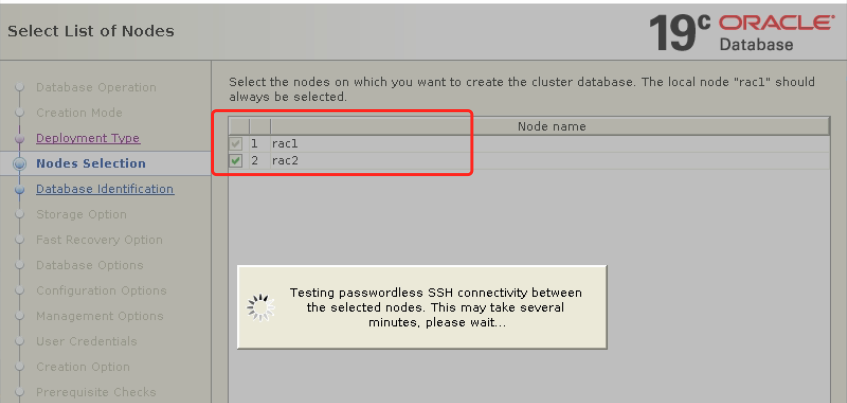 Select List of Nodes
19c ORACLE
Database
Database Operation
Creation Mode
Deployment Type
Nodes Selection
Database Identification
Storage Option
Fast Recovery Option
Database Options
Configuration Options
Management Options
User Credentials
Creation Option
Prerequisite Checks
Select the nodes on which you want to create the cluster database. The local node "rac1" should
always be selected.
Node name
1 rac1
2 rac2
Testing passwordless SSH connectivity between
the selected nodes. This may take several
minutes, please wait...